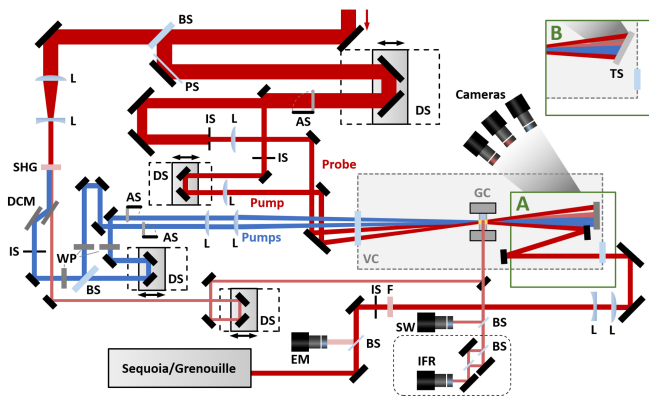 BS
B
TS
L
PS
DS
Cameras
AS
L
IS
L
IS
SHG
Probe
DS
L
DCM
AS
Pump
GC
A
Pumps
AS
L
L
VC
IS
WP
BS
DS
DS
IS
F
SW
BS
L
L
EM
BS
IFR
BS
Sequoia/Grenouille